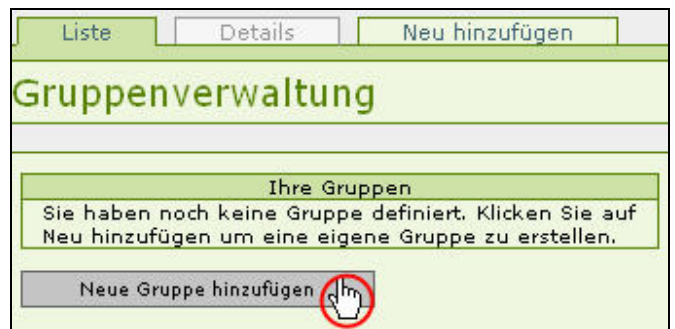 Liste Details Neu hinzufügen
Gruppenverwaltung
Ihre Gruppen
Sie haben noch keine Gruppe definiert. Klicken Sie auf
Neu hinzufügen um eine eigene Gruppe zu erstellen.
Neue Gruppe hinzufügen